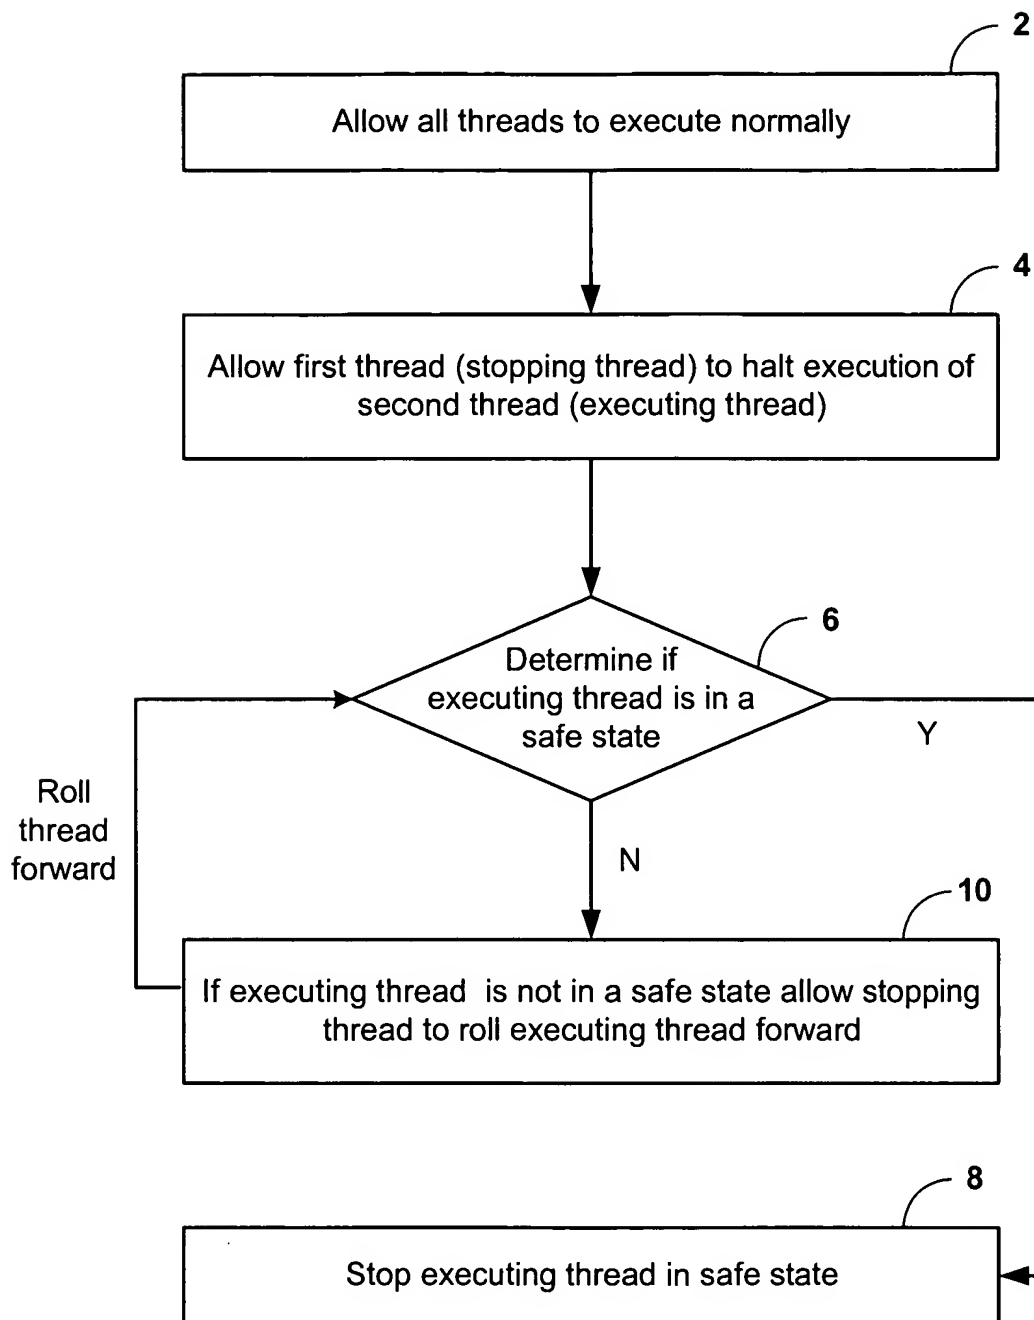 2
Allow all threads to execute normally
4
Allow first thread (stopping thread) to halt execution of
second thread (executing thread)
6
Determine if
executing thread is in a
safe state
Y
Roll
thread
forward
N
10
If executing thread is not in a safe state allow stopping
thread to roll executing thread forward
8
Stop executing thread in safe state